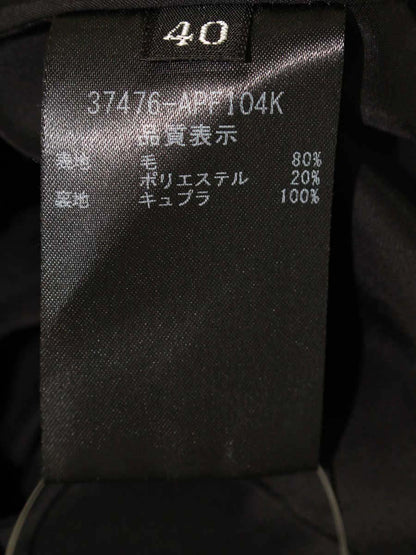 40
37476-APF104K
品質表示
表地 毛 80%
ポリエステル 20%
裏地 キュプラ 100%